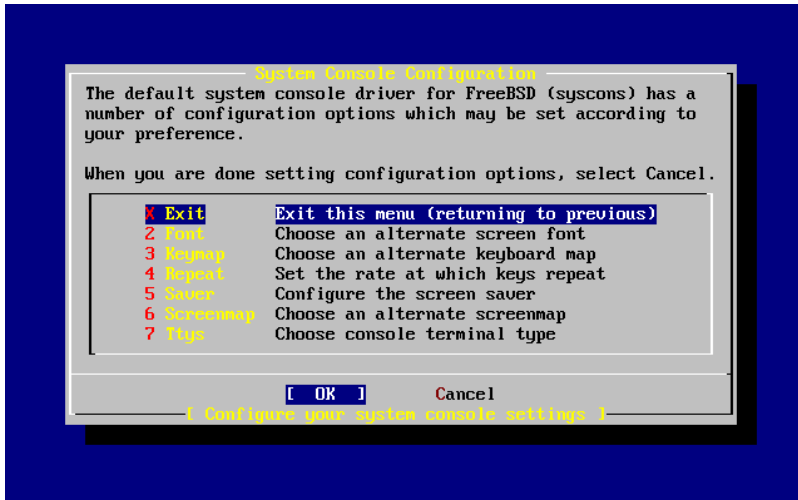 System Console Configuration
The default system console driver for FreeBSD (syscons) has a
number of configuration options which may be set according to
your preference.
When you are done setting configuration options, select Cancel.
X Exit Exit this menu (returning to previous)
2 Font Choose an alternate screen font
3 Keymap Choose an alternate keyboard map
4 Repeat Set the rate at which keys repeat
5 Saver Configure the screen saver
6 Screenmap Choose an alternate screenmap
7 Ttys Choose console terminal type
[ OK ] Cancel
[ Configure your system console settings ]